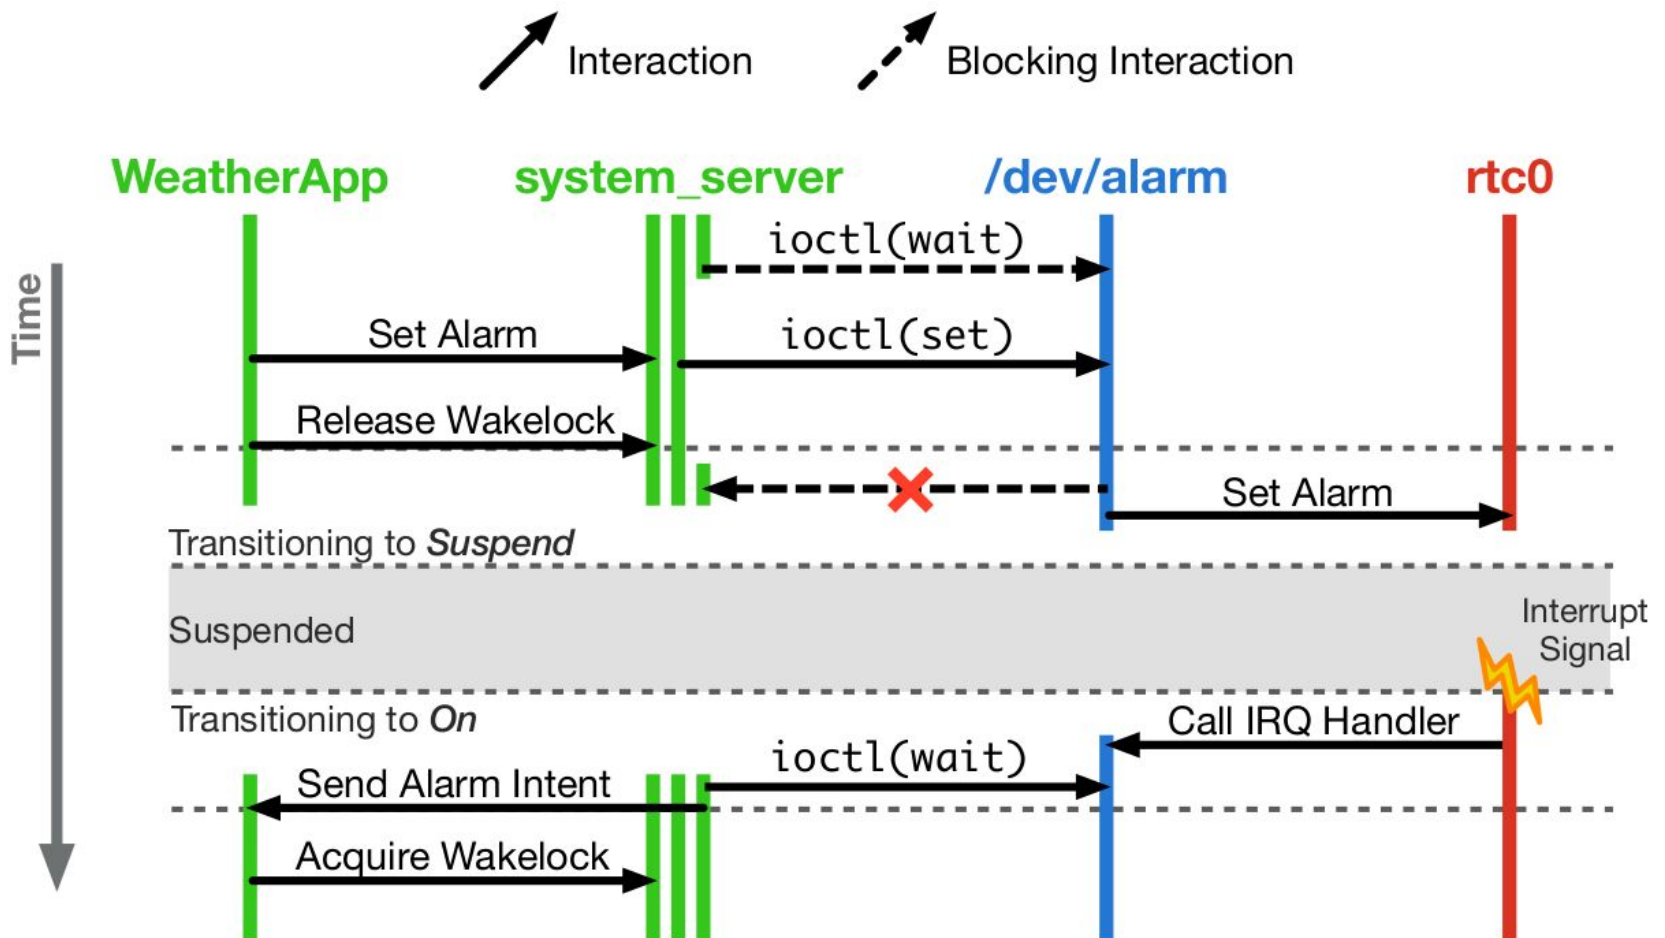 Interaction
Blocking Interaction
WeatherApp
system_server
/dev/alarm
rtc0
Time
ioctl(wait)
Set Alarm
ioctl(set)
Release Wakelock
Set Alarm
Transitioning to Suspend
Suspended
Interrupt
Signal
Transitioning to On
Call IRQ Handler
ioctl(wait)
Send Alarm Intent
Acquire Wakelock